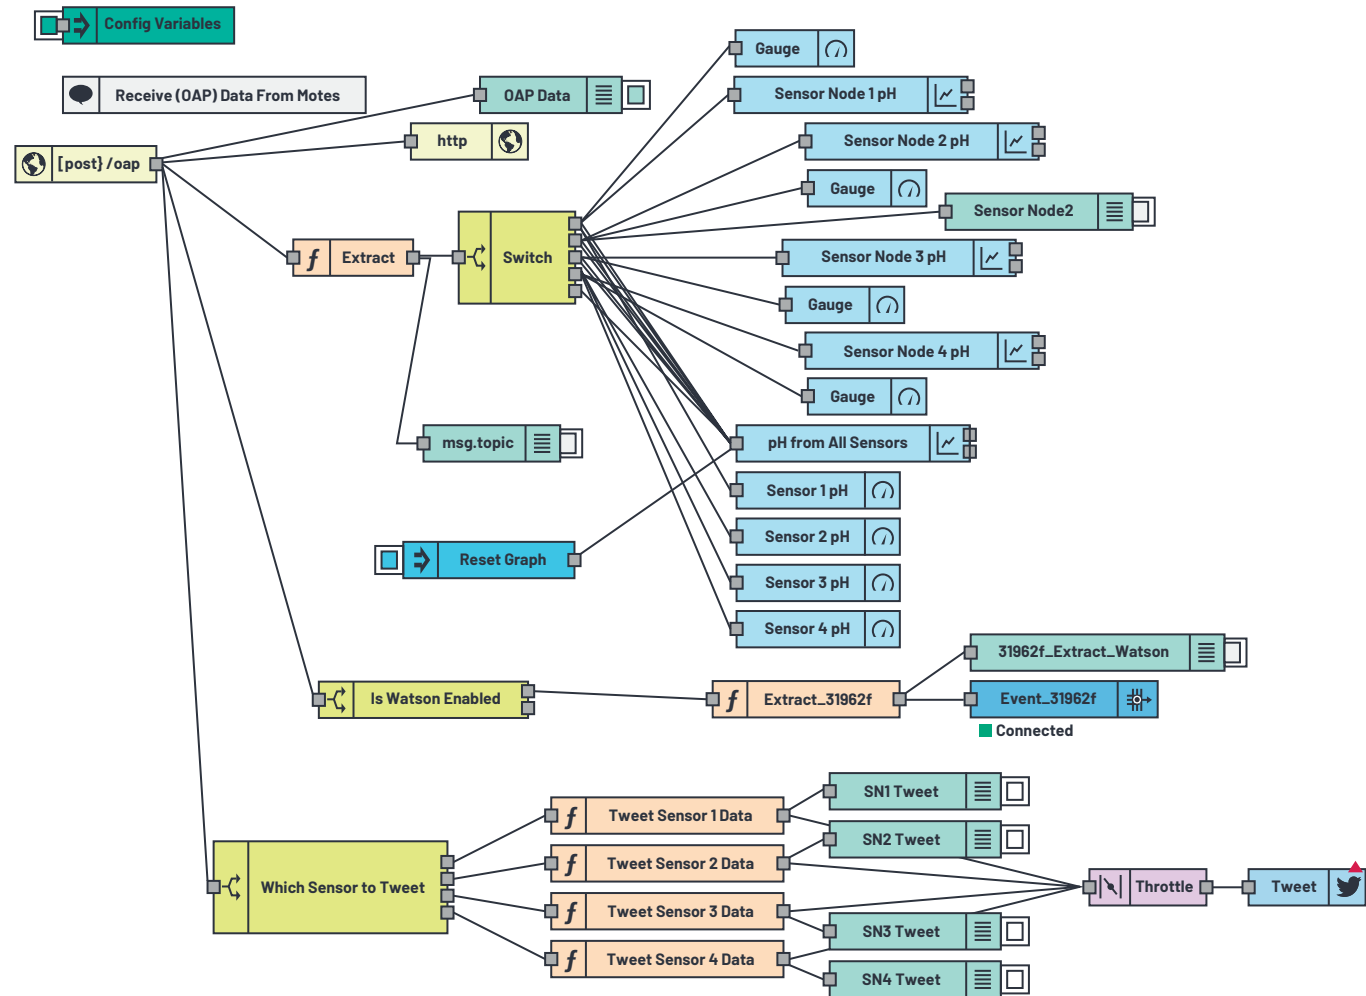 Config Variables
Receive (OAP) Data From Motes
[post} /oap
OAP Data
http
f Extract
Switch
msg.topic
Reset Graph
Gauge
Sensor Node 1 pH
Sensor Node 2 pH
Gauge
Sensor Node2
Sensor Node 3 pH
Gauge
Sensor Node 4 pH
Gauge
pH from All Sensors
Sensor 1 pH
Sensor 2 pH
Sensor 3 pH
Sensor 4 pH
Is Watson Enabled
f Extract_31962f
31962f_Extract_Watson
Event_31962f
Connected
Which Sensor to Tweet
f Tweet Sensor 1 Data
f Tweet Sensor 2 Data
f Tweet Sensor 3 Data
f Tweet Sensor 4 Data
SN1 Tweet
SN2 Tweet
SN3 Tweet
SN4 Tweet
Throttle
Tweet